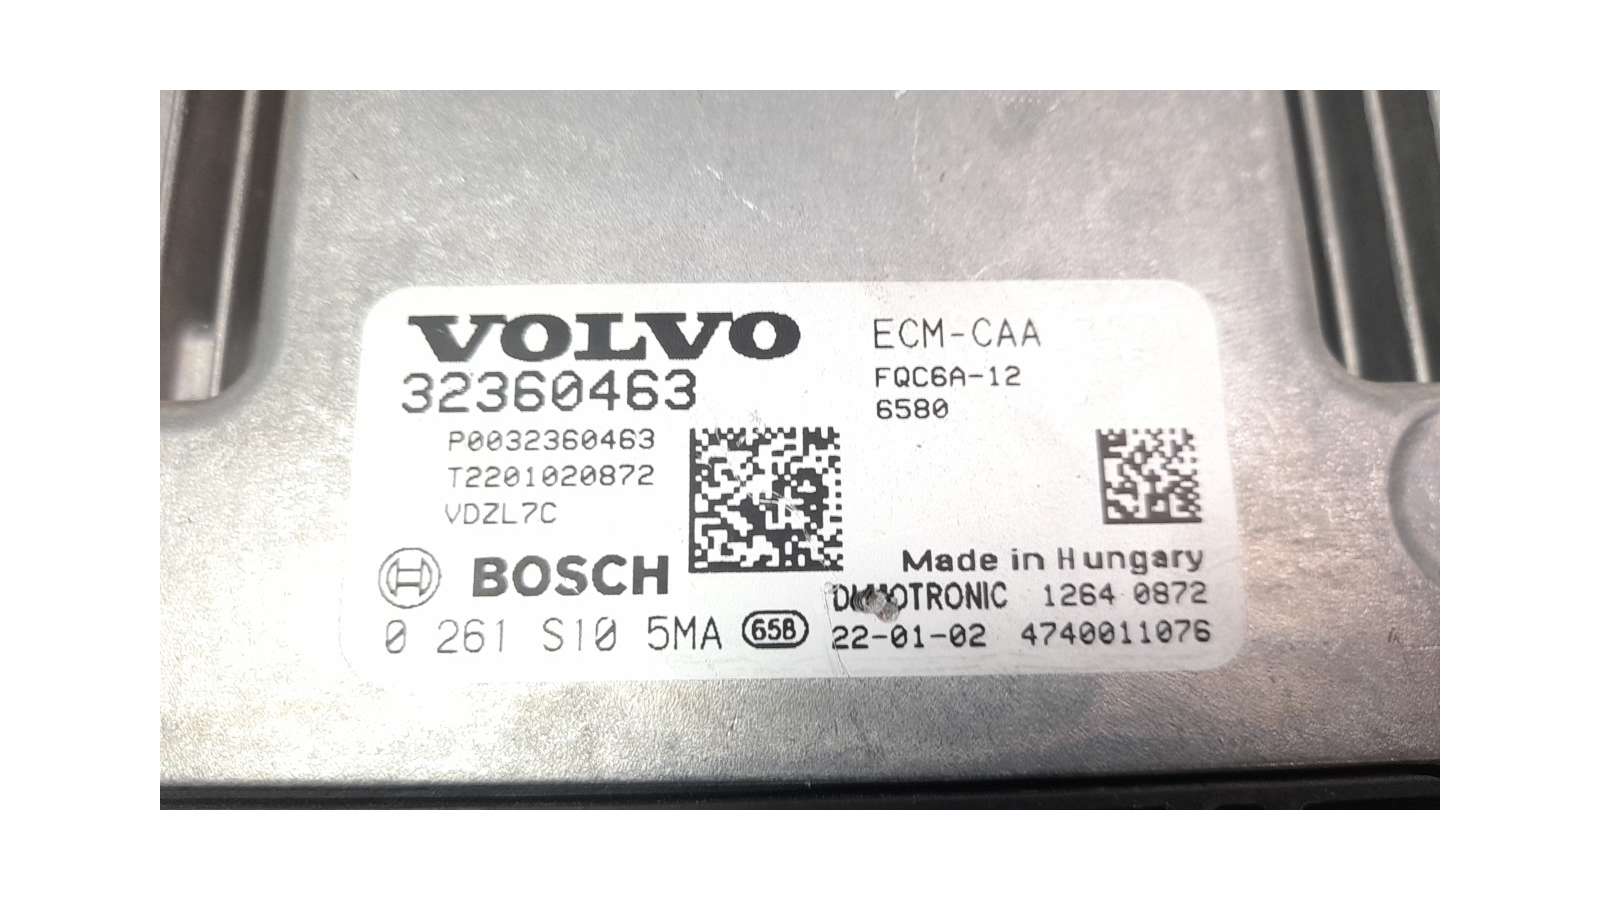 VOLVO
32360463
P0032360463
T2201020872
VDZL7C
BOSCH
0 261 S10 5MA 65B
ECM-CAA
FQC6A-12
6580
Made in Hungary
1264 0872
22-01-02 4740011076